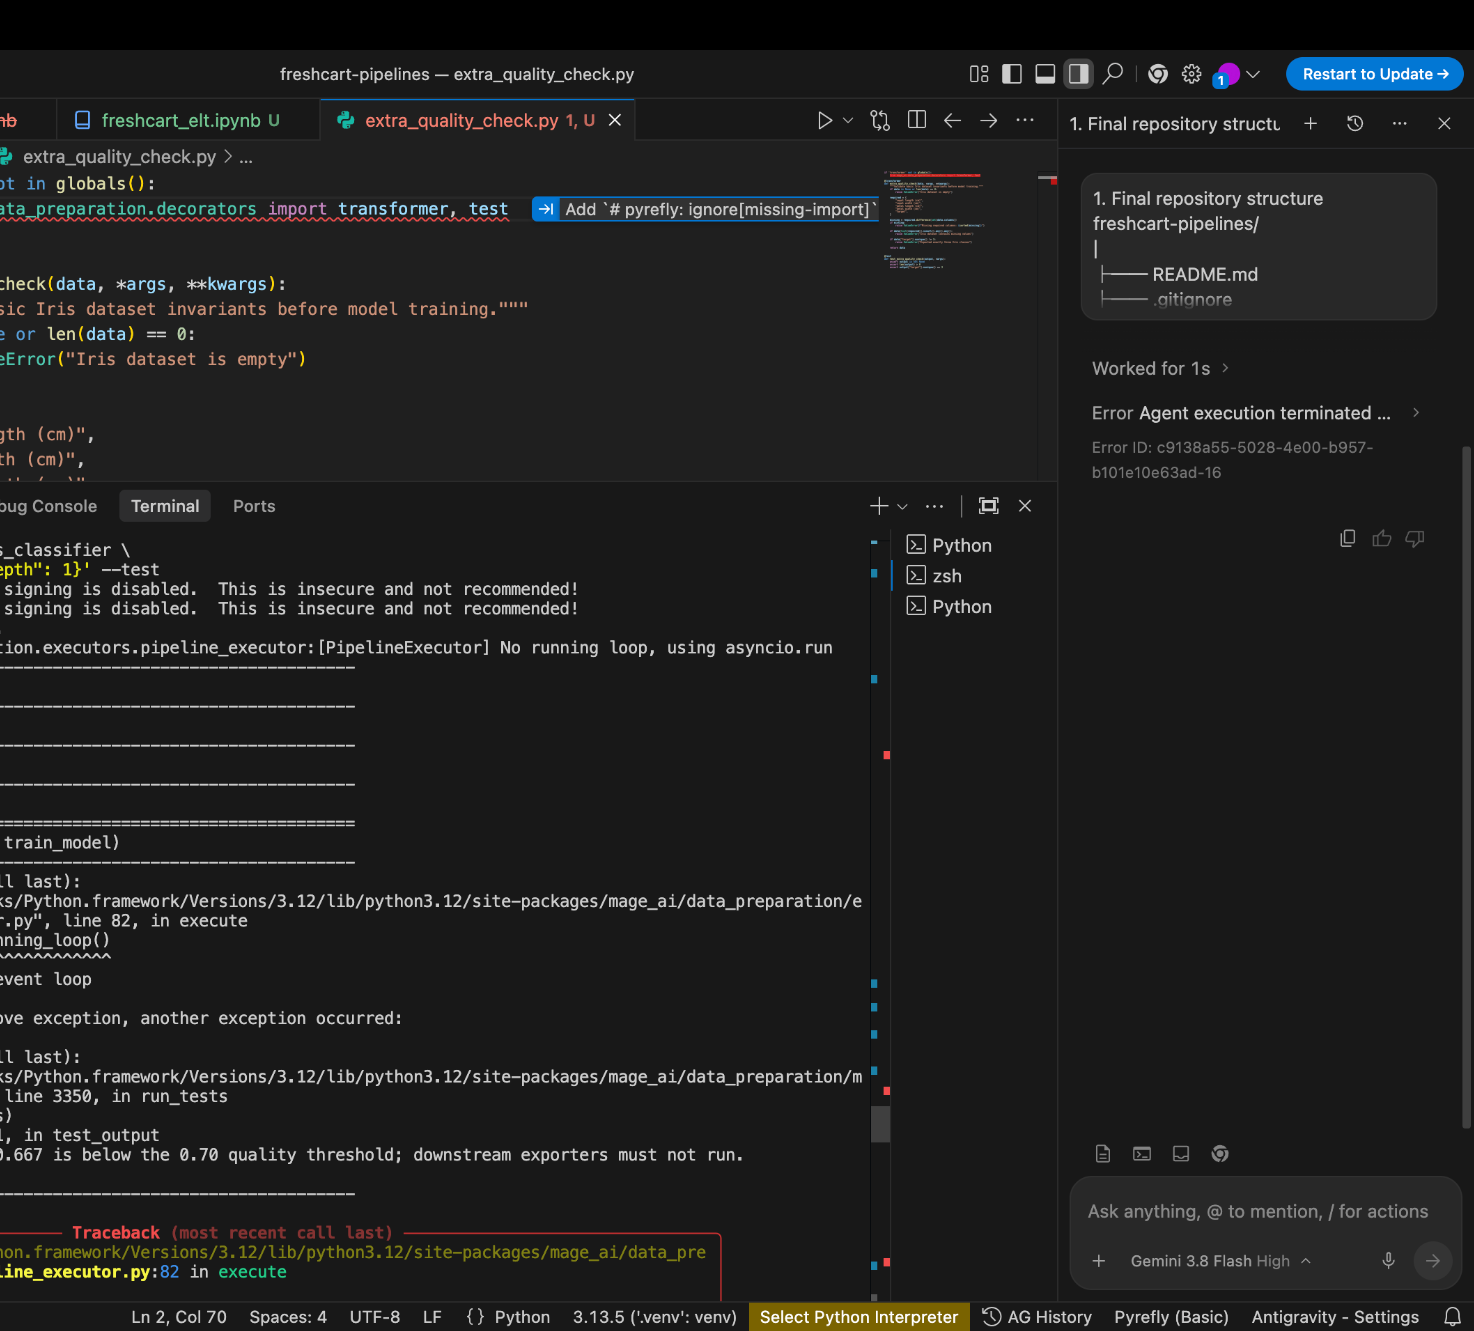 freshcart-pipelines — extra_quality_check.py
1
Restart to Update →
nb
freshcart_elt.ipynb U
extra_quality_check.py 1, U
1. Final repository structu
extra_quality_check.py > ...
pt in globals():
ata_preparation.decorators import transformer, test
Add `# pyrefly: ignore[missing-import]`
check(data, *args, **kwargs):
sic Iris dataset invariants before model training."""
e or len(data) == 0:
eError("Iris dataset is empty")
gth (cm)",
th (cm)",
1. Final repository structure
freshcart-pipelines/
|
├── README.md
├── .gitignore
Worked for 1s >
Error Agent execution terminated ... >
Error ID: c9138a55-5028-4e00-b957-
b101e10e63ad-16
bug Console
Terminal
Ports
Python
zsh
Python
s_classifier \
epth": 1}' --test
signing is disabled.  This is insecure and not recommended!
signing is disabled.  This is insecure and not recommended!
tion.executors.pipeline_executor:[PipelineExecutor] No running loop, using asyncio.run
train_model)
ll last):
ks/Python.framework/Versions/3.12/lib/python3.12/site-packages/mage_ai/data_preparation/e
r.py", line 82, in execute
nning_loop()
^^^^^^^^^^^^
event loop
ove exception, another exception occurred:
ll last):
ks/Python.framework/Versions/3.12/lib/python3.12/site-packages/mage_ai/data_preparation/m
line 3350, in run_tests
s)
, in test_output
0.667 is below the 0.70 quality threshold; downstream exporters must not run.
Traceback (most recent call last)
hon.framework/Versions/3.12/lib/python3.12/site-packages/mage_ai/data_pre
line_executor.py:82 in execute
Ask anything, @ to mention, / for actions
Gemini 3.8 Flash High
Ln 2, Col 70
Spaces: 4
UTF-8
LF
{} Python
3.13.5 ('.venv': venv)
Select Python Interpreter
AG History
Pyrefly (Basic)
Antigravity - Settings